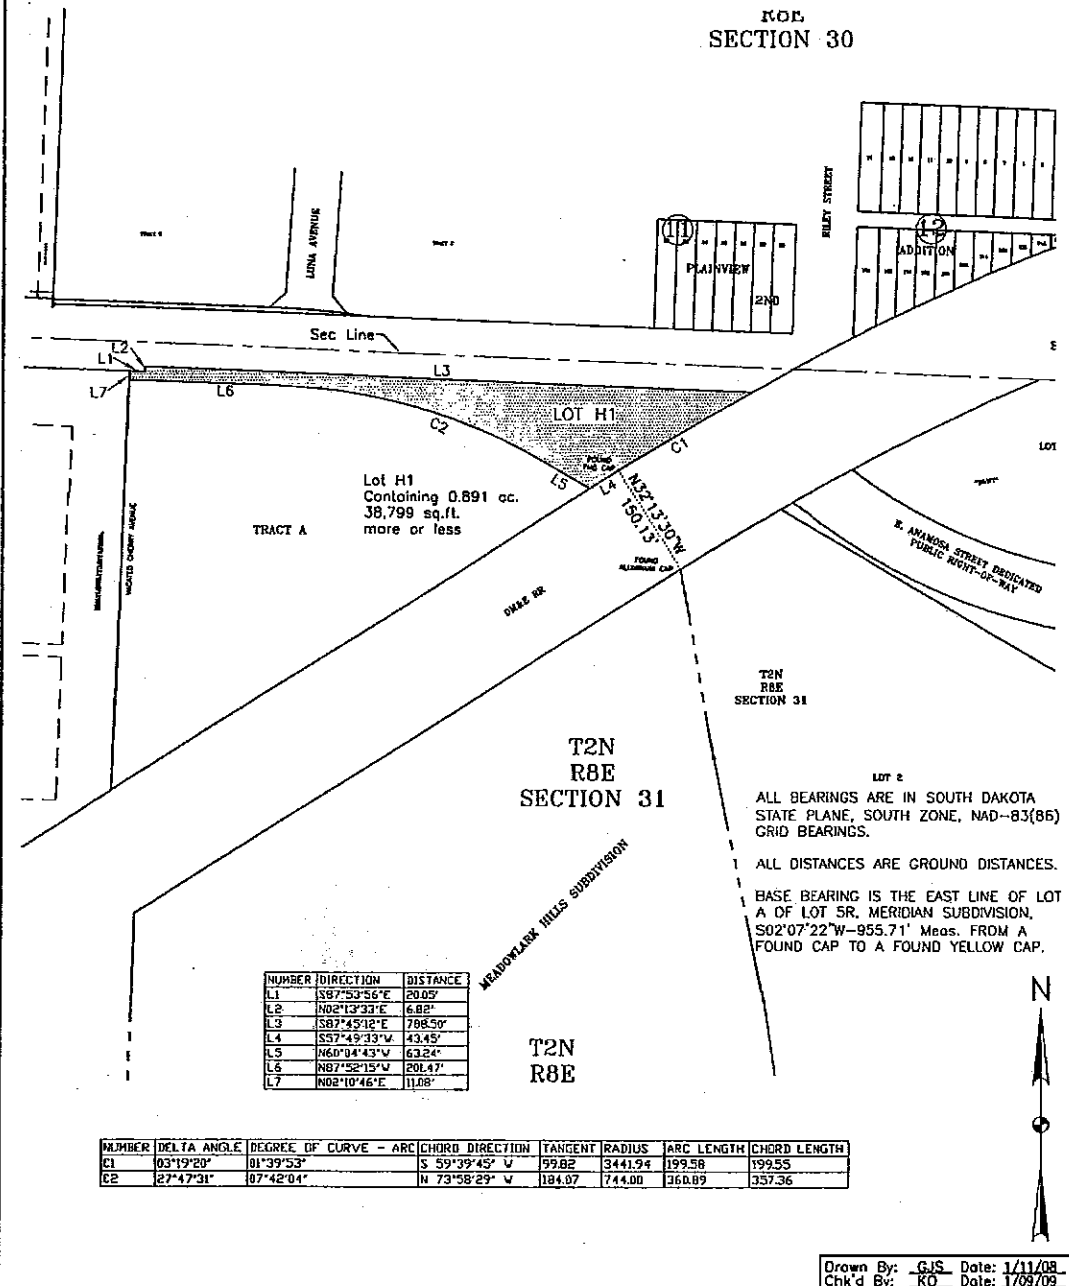 R8E
SECTION 30
RILEY STREET
LUNA AVENUE
TRACT 2
11
PLAINVIEW
2ND
12
ADDITION
Sec Line
L1
L2
L3
L7
L6
C2
LOT H1
C1
FOUND
L5
L4
N32°13'30"W
150.13'
FOUND
ALUMINUM CAP
Lot H1
Containing 0.891 ac.
38,799 sq.ft.
more or less
TRACT A
VACATED CHERRY AVENUE
DM&E RR
LOT
E. ANAMOSA STREET DEDICATED
PUBLIC RIGHT-OF-WAY
T2N
R8E
SECTION 31
T2N
R8E
SECTION 31
MEADOWLARK HILLS SUBDIVISION
LOT 2
ALL BEARINGS ARE IN SOUTH DAKOTA
STATE PLANE, SOUTH ZONE, NAD-83(86)
GRID BEARINGS.
ALL DISTANCES ARE GROUND DISTANCES.
BASE BEARING IS THE EAST LINE OF LOT
A OF LOT 5R, MERIDIAN SUBDIVISION,
S02°07'22"W-955.71' Meas. FROM A
FOUND CAP TO A FOUND YELLOW CAP.
NUMBER DIRECTION DISTANCE
L1 S87°53'56"E 20.05'
L2 N02°13'33"E 6.82'
L3 S87°45'12"E 788.50'
L4 S57°49'33"W 43.45'
L5 N60°04'43"W 63.24'
L6 N87°52'15"W 201.47'
L7 N02°10'46"E 11.08'
T2N
R8E
N
NUMBER DELTA ANGLE DEGREE OF CURVE - ARC CHORD DIRECTION TANGENT RADIUS ARC LENGTH CHORD LENGTH
C1 03°19'20" 01°39'53" S 59°39'45" W 99.82 3441.94 199.58 199.55
C2 27°47'31" 07°42'04" N 73°58'29" W 184.07 744.00 360.89 357.36
Drawn By: GJS Date: 1/11/08
Chk'd By: KD Date: 1/09/09